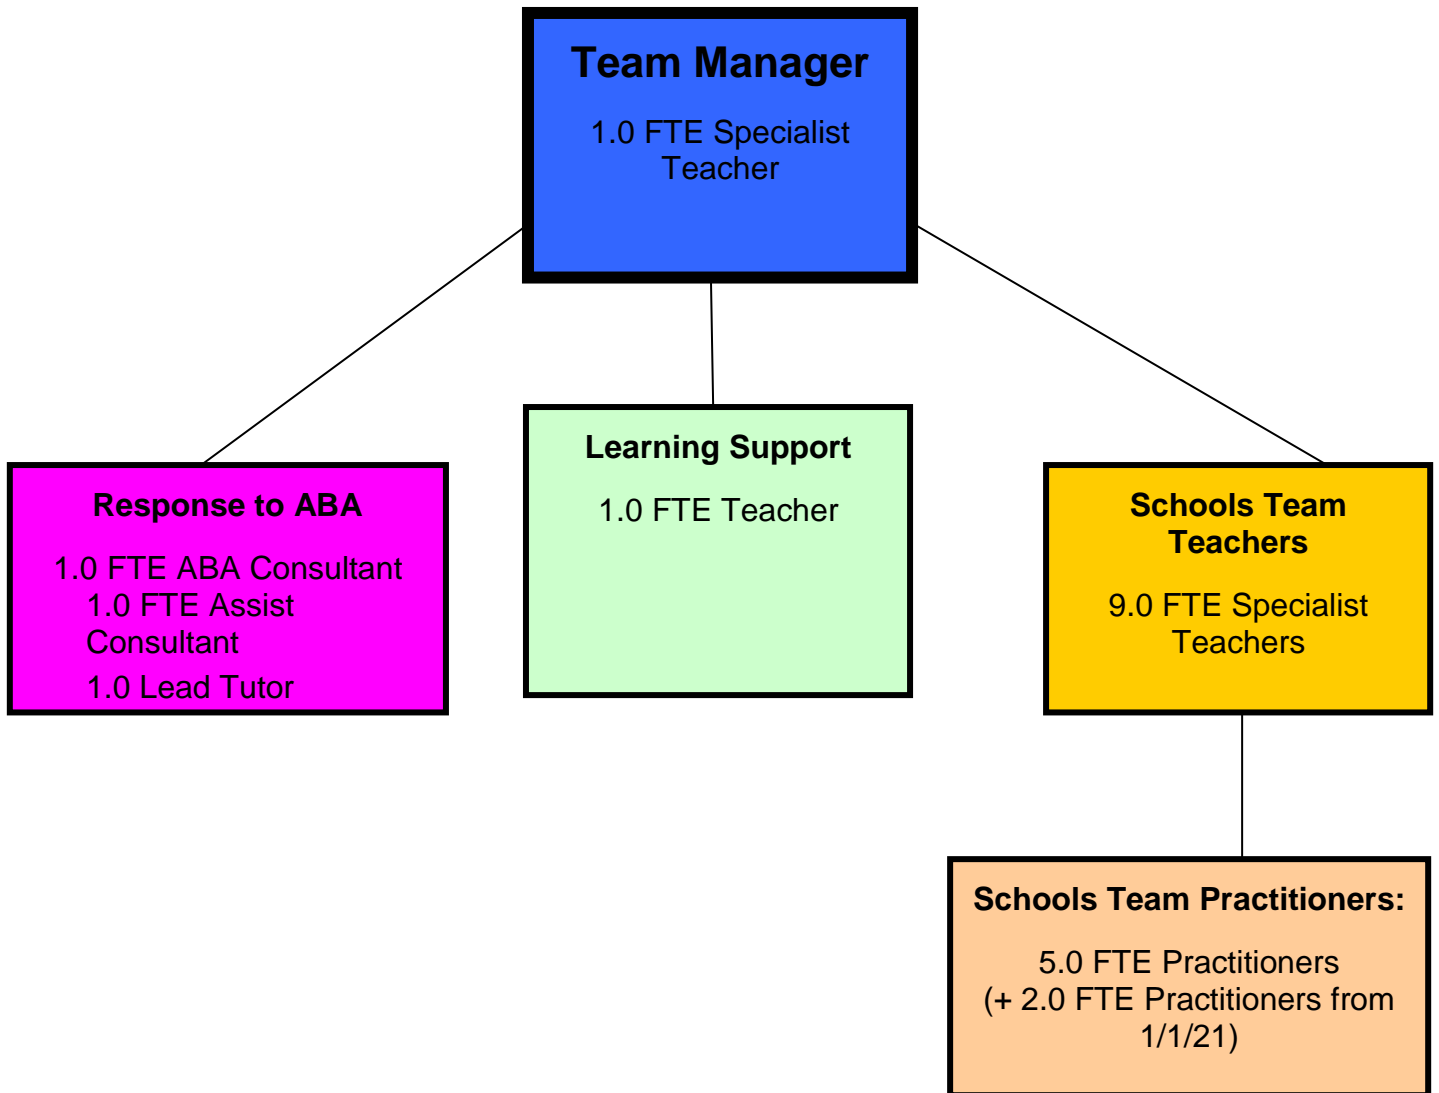 Team Manager
1.0 FTE Specialist
Teacher
Learning Support
1.0 FTE Teacher
Response to ABA
1.0 FTE ABA Consultant
1.0 FTE Assist
Consultant
1.0 Lead Tutor
Schools Team
Teachers
9.0 FTE Specialist
Teachers
Schools Team Practitioners:
5.0 FTE Practitioners
(+ 2.0 FTE Practitioners from
1/1/21)